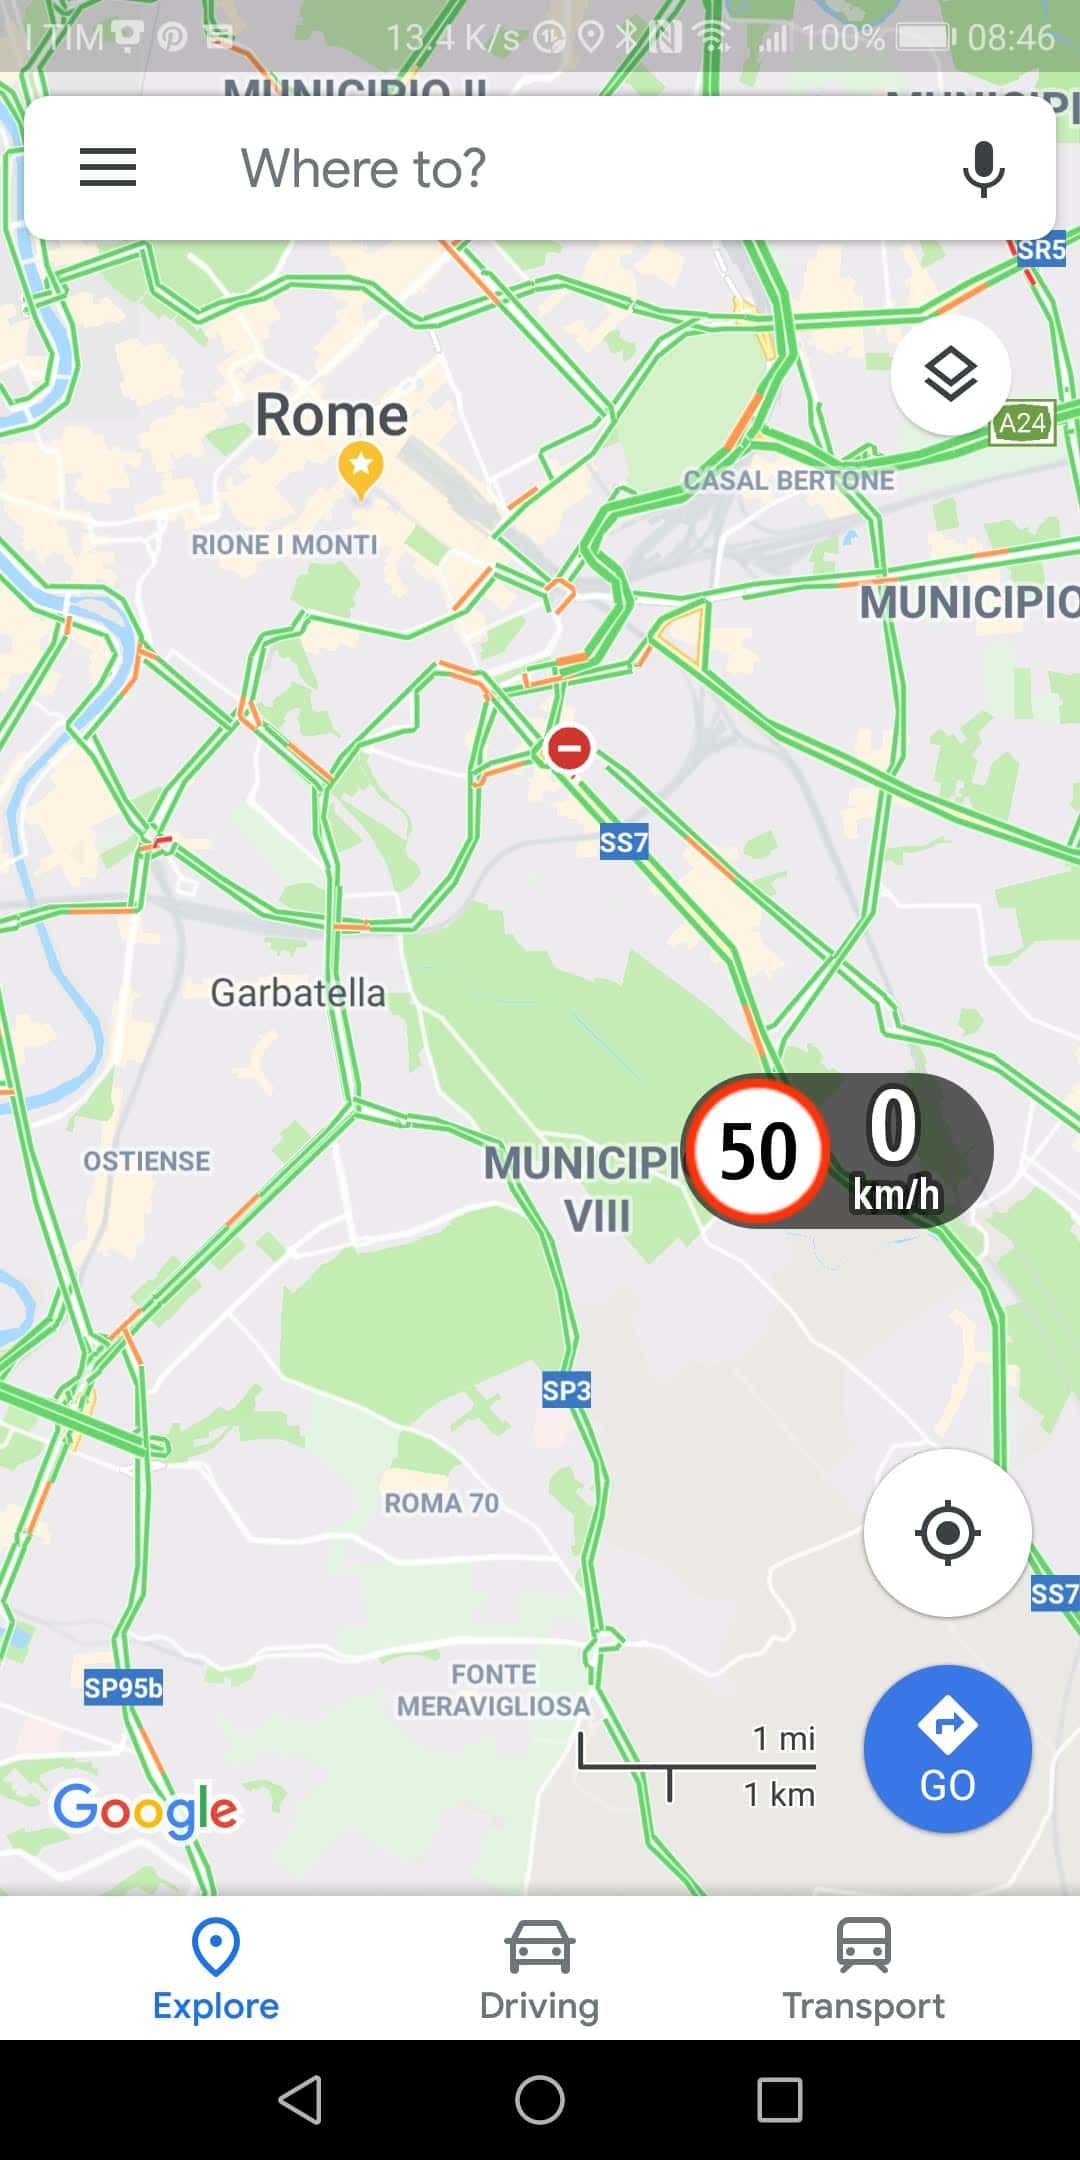 I TIM
13.4 K/s
100%
08:46
MUNICIPIO II
Where to?
SR5
Rome
A24
CASAL BERTONE
RIONE I MONTI
MUNICIPIO
SS7
Garbatella
50
0
km/h
OSTIENSE
MUNICIPI
VIII
SP3
ROMA 70
SS7
FONTE
MERAVIGLIOSA
SP95b
1 mi
1 km
GO
Google
Explore
Driving
Transport